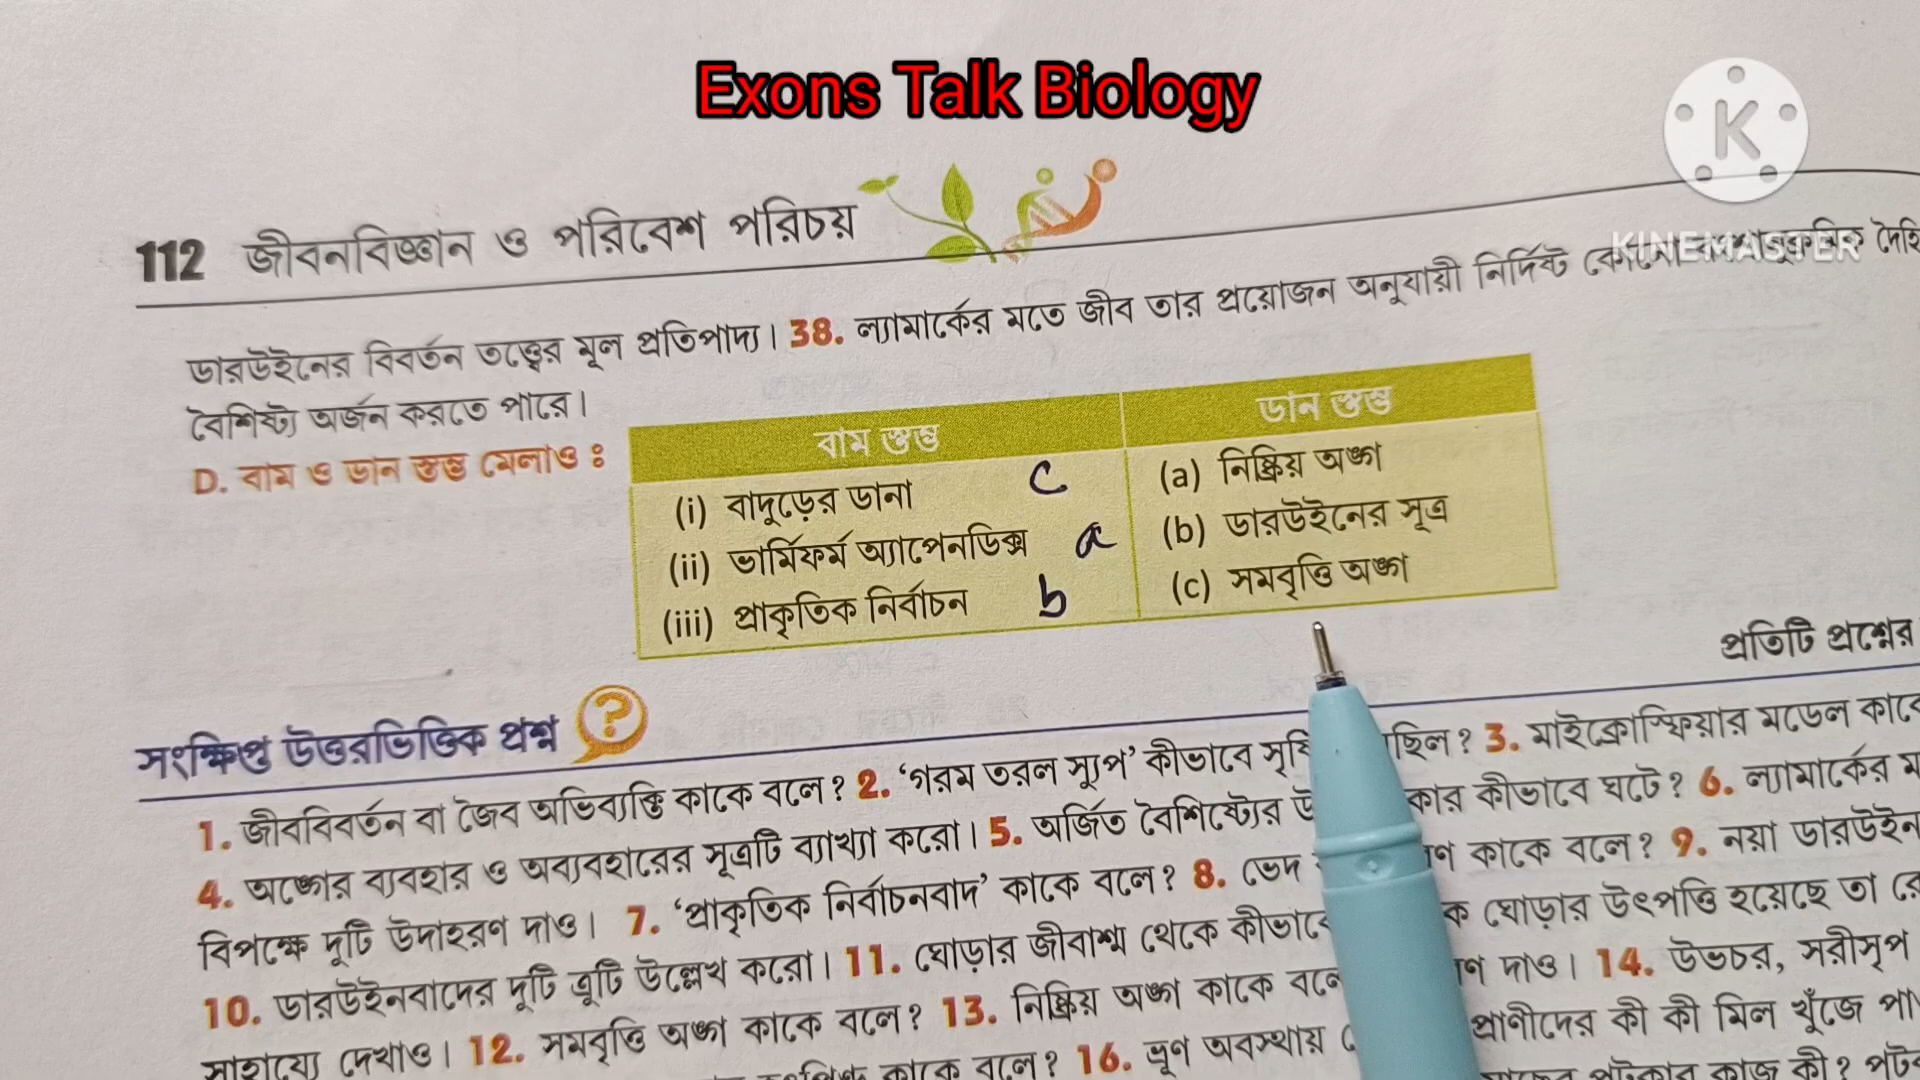 Exons Talk Biology
K
KINEMASTER
112 জীবনবিজ্ঞান ও পরিবেশ পরিচয়
ডারউইনের বিবর্তন তত্ত্বের মূল প্রতিপাদ্য। 38. ল্যামার্কের মতে জীব তার প্রয়োজন অনুযায়ী নির্দিষ্ট কোনো
বৈশিষ্ট্য অর্জন করতে পারে।
D. বাম ও ডান স্তম্ভ মেলাও :
বাম স্তম্ভ ডান স্তম্ভ
(i) বাদুড়ের ডানা c (a) নিষ্ক্রিয় অঙ্গ
(ii) ভার্মিফর্ম অ্যাপেনডিক্স a (b) ডারউইনের সূত্র
(iii) প্রাকৃতিক নির্বাচন b (c) সমবৃত্তি অঙ্গ
প্রতিটি প্রশ্নের
সংক্ষিপ্ত উত্তরভিত্তিক প্রশ্ন ?
1. জীববিবর্তন বা জৈব অভিব্যক্তি কাকে বলে? 2. ‘গরম তরল স্যুপ’ কীভাবে 3. মাইক্রোস্ফিয়ার মডেল
4. অঙ্গের ব্যবহার ও অব্যবহারের সূত্রটি ব্যাখ্যা করো। 5. অর্জিত বৈশিষ্ট্যের কীভাবে ঘটে? 6. ল্যামার্কের
বিপক্ষে দুটি উদাহরণ দাও। 7. ‘প্রাকৃতিক নির্বাচনবাদ’ কাকে বলে? 8. ভেদ কাকে বলে? 9. নয়া
10. ডারউইনবাদের দুটি ত্রুটি উল্লেখ করো। 11. ঘোড়ার জীবাশ্ম থেকে ঘোড়ার উৎপত্তি হয়েছে তা
সাহায্যে দেখাও। 12. সমবৃত্তি অঙ্গ কাকে বলে? 13. নিষ্ক্রিয় অঙ্গ কাকে দাও। 14. উভচর, সরীসৃপ
কাকে বলে? 16. ভ্রূণ অবস্থায় প্রাণীদের কী কী মিল খুঁজে